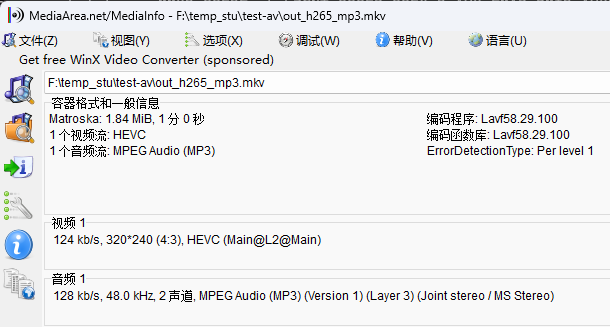 MediaArea.net/MediaInfo - F:\temp_stu\test-av\out_h265_mp3.mkv
文件(Z) 视图(Y) 选项(X) 调试(W) 帮助(V) 语言(U)
Get free WinX Video Converter (sponsored)
F:\temp_stu\test-av\out_h265_mp3.mkv
容器格式和一般信息
Matroska: 1.84 MiB, 1 分 0 秒 编码程序: Lavf58.29.100
1 个视频流: HEVC 编码函数库: Lavf58.29.100
1 个音频流: MPEG Audio (MP3) ErrorDetectionType: Per level 1
视频 1
124 kb/s, 320*240 (4:3), HEVC (Main@L2@Main)
音频 1
128 kb/s, 48.0 kHz, 2 声道, MPEG Audio (MP3) (Version 1) (Layer 3) (Joint stereo / MS Stereo)